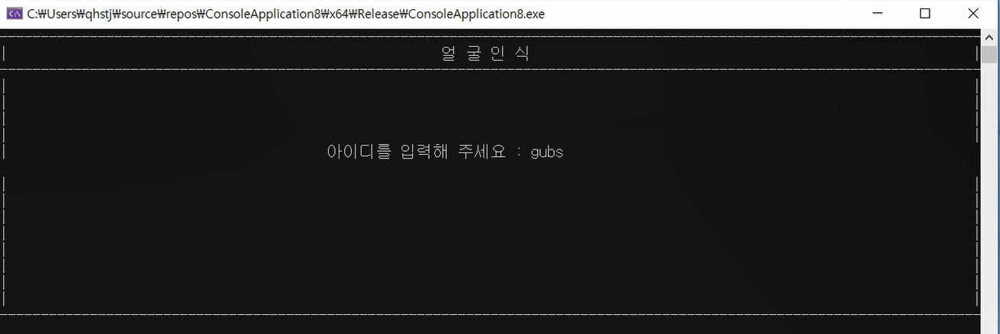 C:₩Users₩qhstj₩source₩repos₩ConsoleApplication8₩x64₩Release₩ConsoleApplication8.exe
얼 굴 인 식
아이디를 입력해 주세요 : gubs